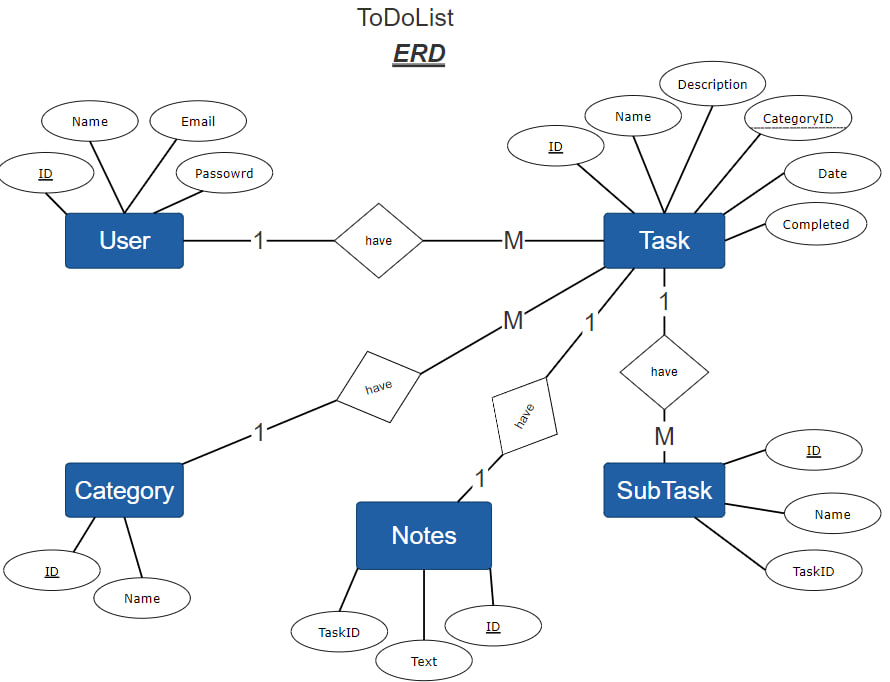 ToDoList
ERD
Name
Email
ID
Passowrd
User
1
have
M
Description
Name
CategoryID
ID
Date
Completed
Task
M
have
1
1
have
1
1
have
M
Category
ID
Name
Notes
TaskID
Text
ID
SubTask
ID
Name
TaskID